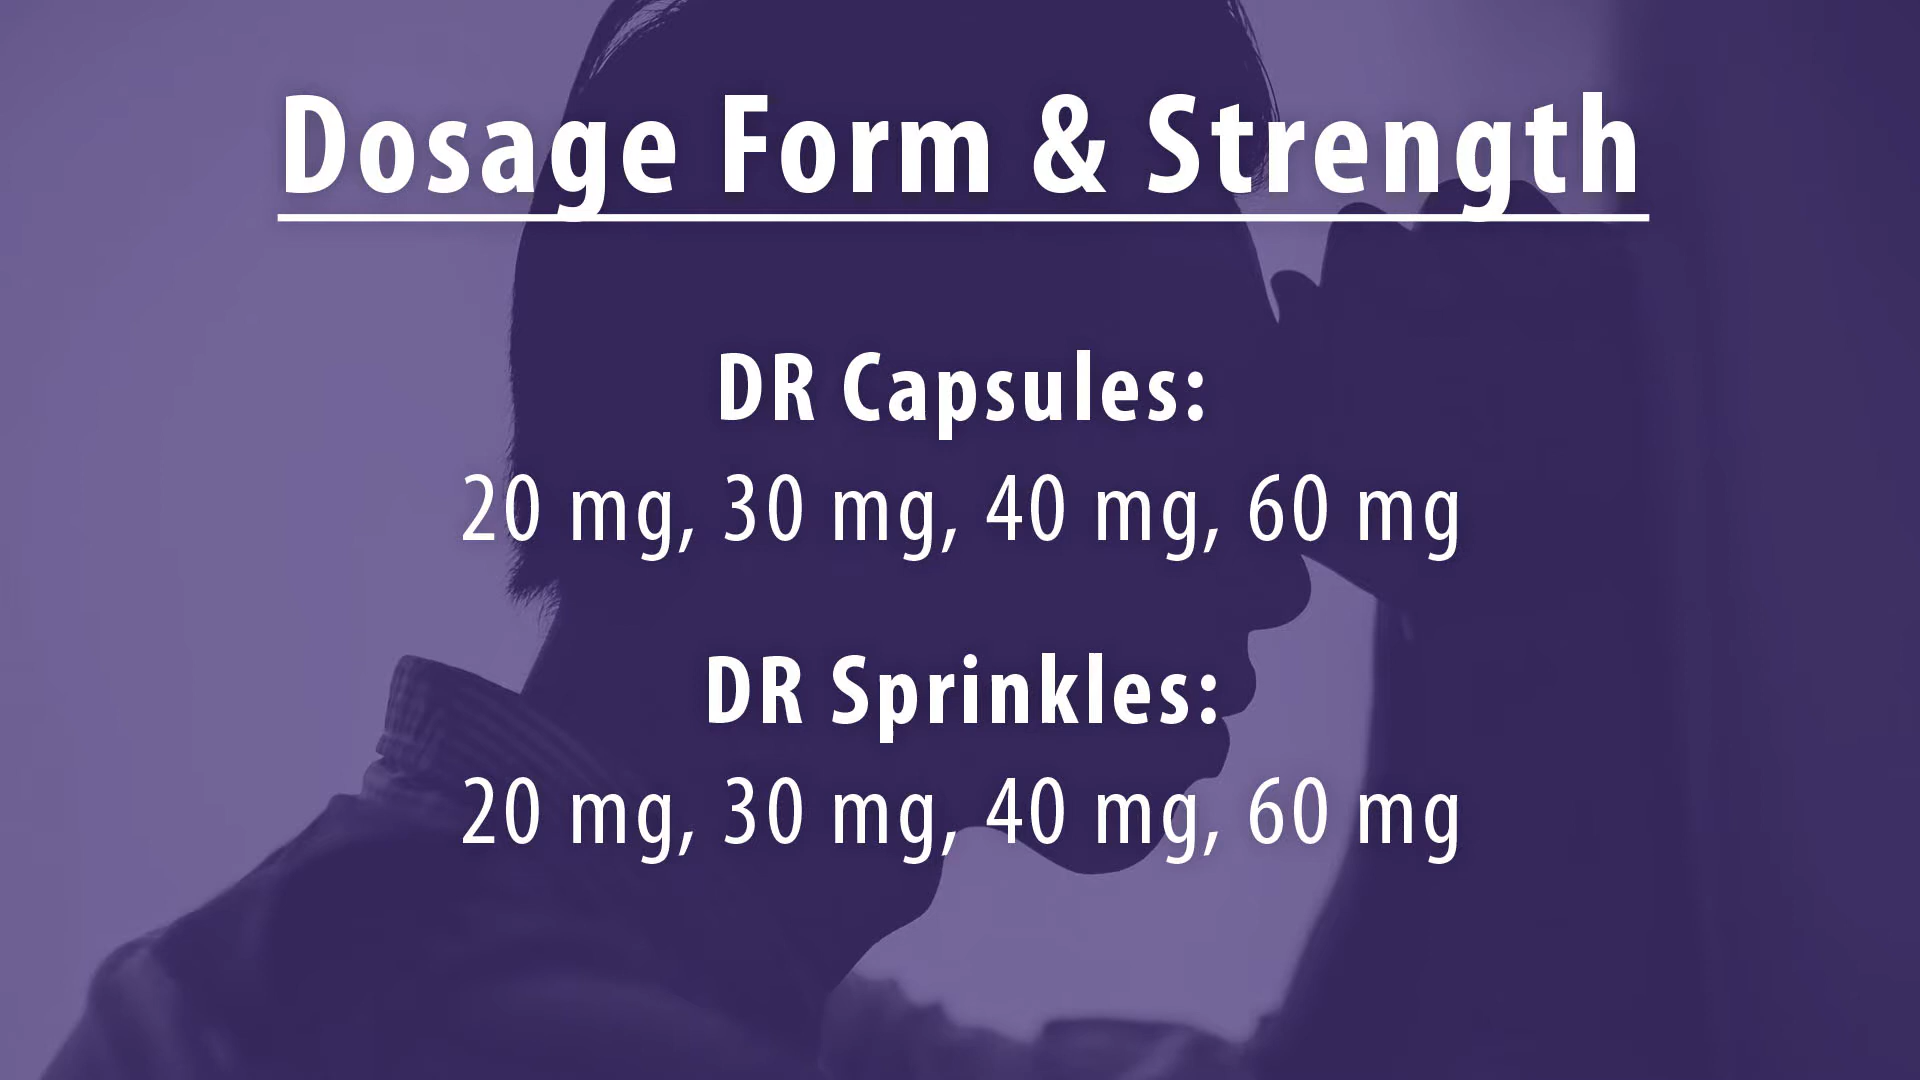 Dosage Form & Strength
DR Capsules:
20 mg, 30 mg, 40 mg, 60 mg
DR Sprinkles:
20 mg, 30 mg, 40 mg, 60 mg